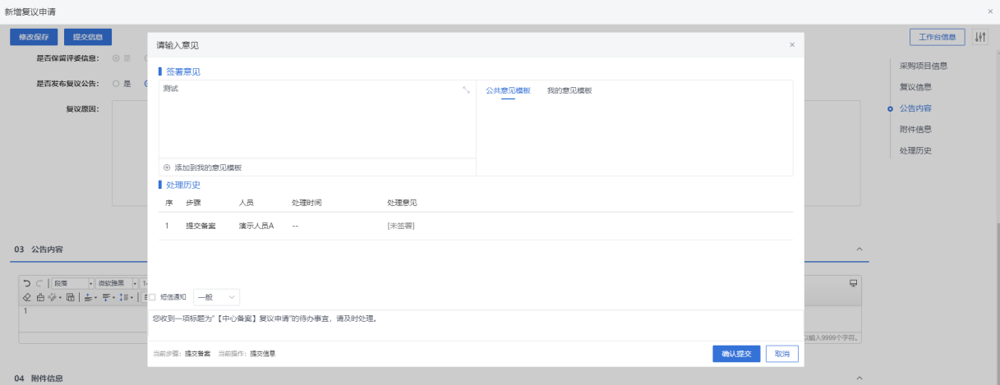 新增复议申请
修改保存 提交信息 工作台信息
是否保留评委信息： 是
是否发布复议公告： 是
复议原因：
请输入意见
签署意见
测试
公共意见模板 我的意见模板
添加到我的意见模板
处理历史
序 步骤 人员 处理时间 处理意见
1 提交备案 演示人员A -- [未签署]
短信通知 一般
您收到一项标题为“【中心备案】复议申请”的待办事宜，请及时处理。
当前步骤：提交备案 当前操作：提交信息
确认提交 取消
采购项目信息
复议信息
公告内容
附件信息
处理历史
03 公告内容
段落 微软雅黑
1
以输入9999个字符。
04 附件信息